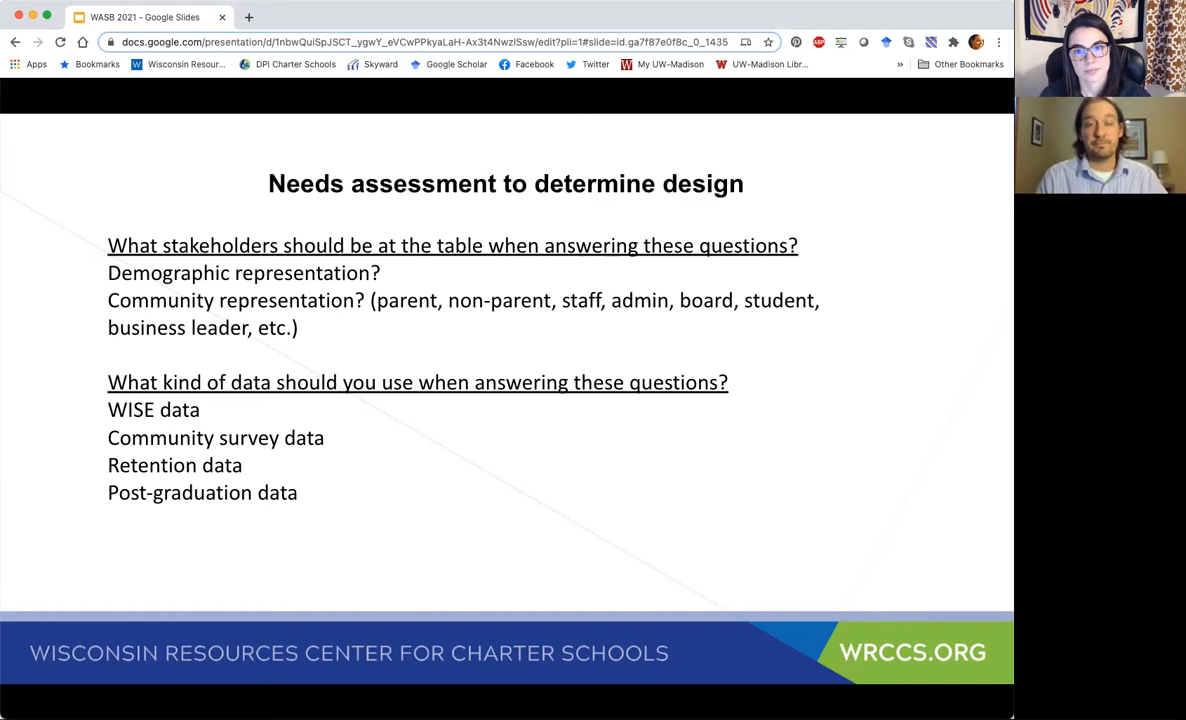 WASB 2021 - Google Slides
docs.google.com/presentation/d/1nbwQuiSpJSCT_ygwY_eVCwPPkyaLaH-Ax3t4NwzlSsw/edit?pli=1#slide=id.ga7f87e0f8c_0_1435
ABP
Apps
Bookmarks
Wisconsin Resour...
DPI Charter Schools
Skyward
Google Scholar
Facebook
Twitter
My UW-Madison
UW-Madison Libr...
»
Other Bookmarks
Needs assessment to determine design
What stakeholders should be at the table when answering these questions?
Demographic representation?
Community representation? (parent, non-parent, staff, admin, board, student,
business leader, etc.)
What kind of data should you use when answering these questions?
WISE data
Community survey data
Retention data
Post-graduation data
WISCONSIN RESOURCES CENTER FOR CHARTER SCHOOLS
WRCCS.ORG